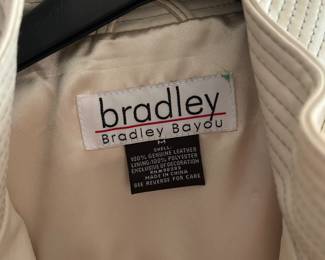 bradley
Bradley Bayou
M
SHELL:
100% GENUINE LEATHER
LINING:100% POLYESTER
EXCLUSIVE OF DECORATION
MADE IN CHINA
SEE REVERSE FOR CARE